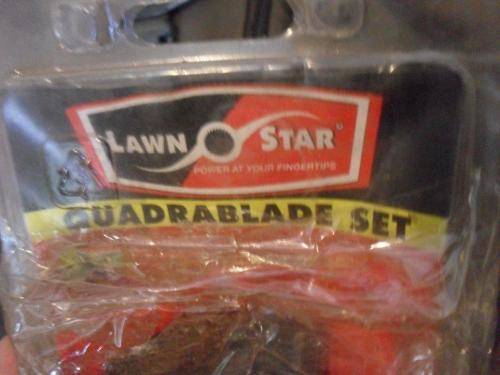 LAWN STAR®
POWER AT YOUR FINGERTIPS
QUADRABLADE SET